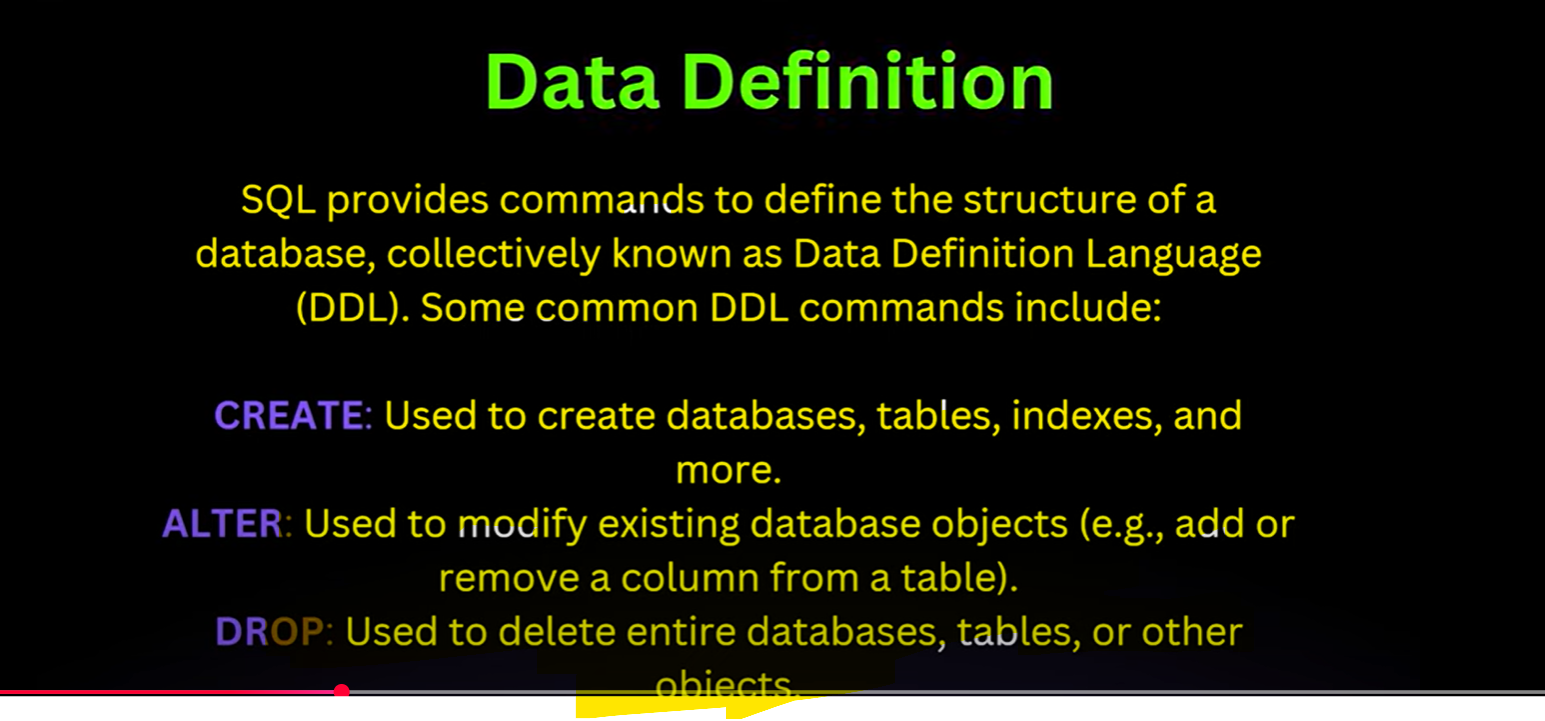 Data Definition
SQL provides commands to define the structure of a
database, collectively known as Data Definition Language
(DDL). Some common DDL commands include:
CREATE: Used to create databases, tables, indexes, and
more.
ALTER: Used to modify existing database objects (e.g., add or
remove a column from a table).
DROP: Used to delete entire databases, tables, or other
objects.